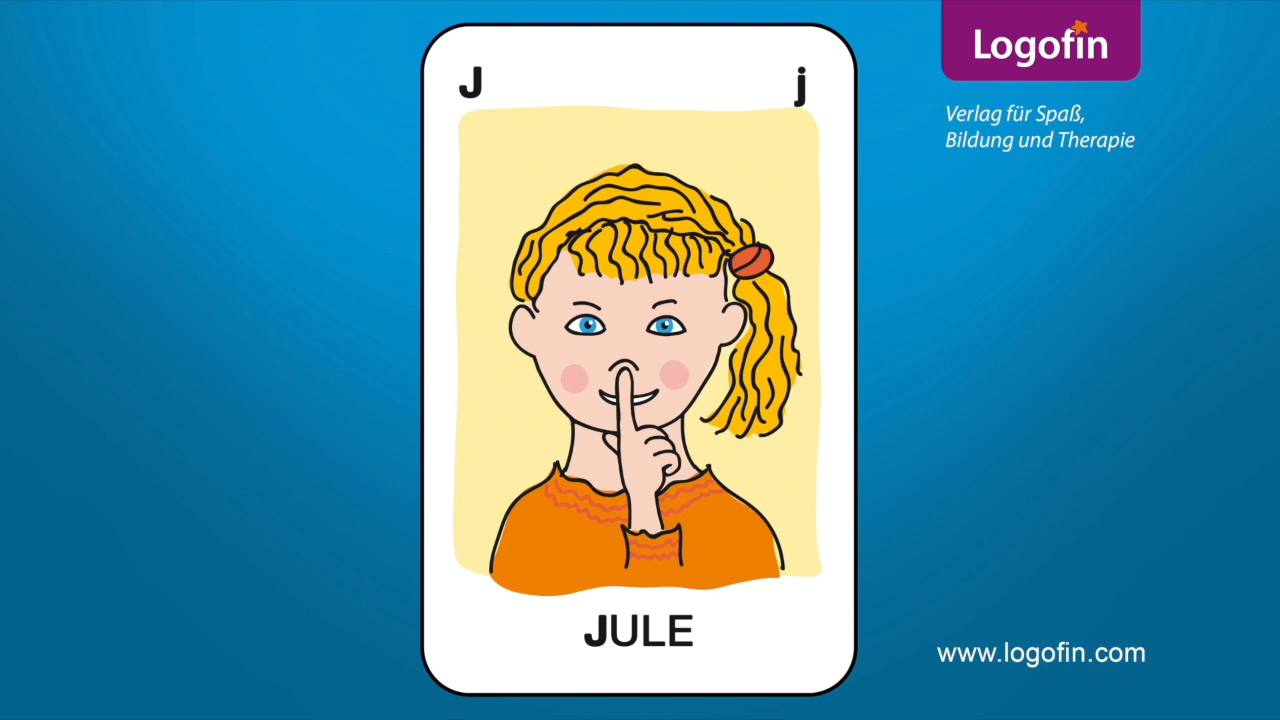 J
j
JULE
Logofin
Verlag für Spaß,
Bildung und Therapie
www.logofin.com